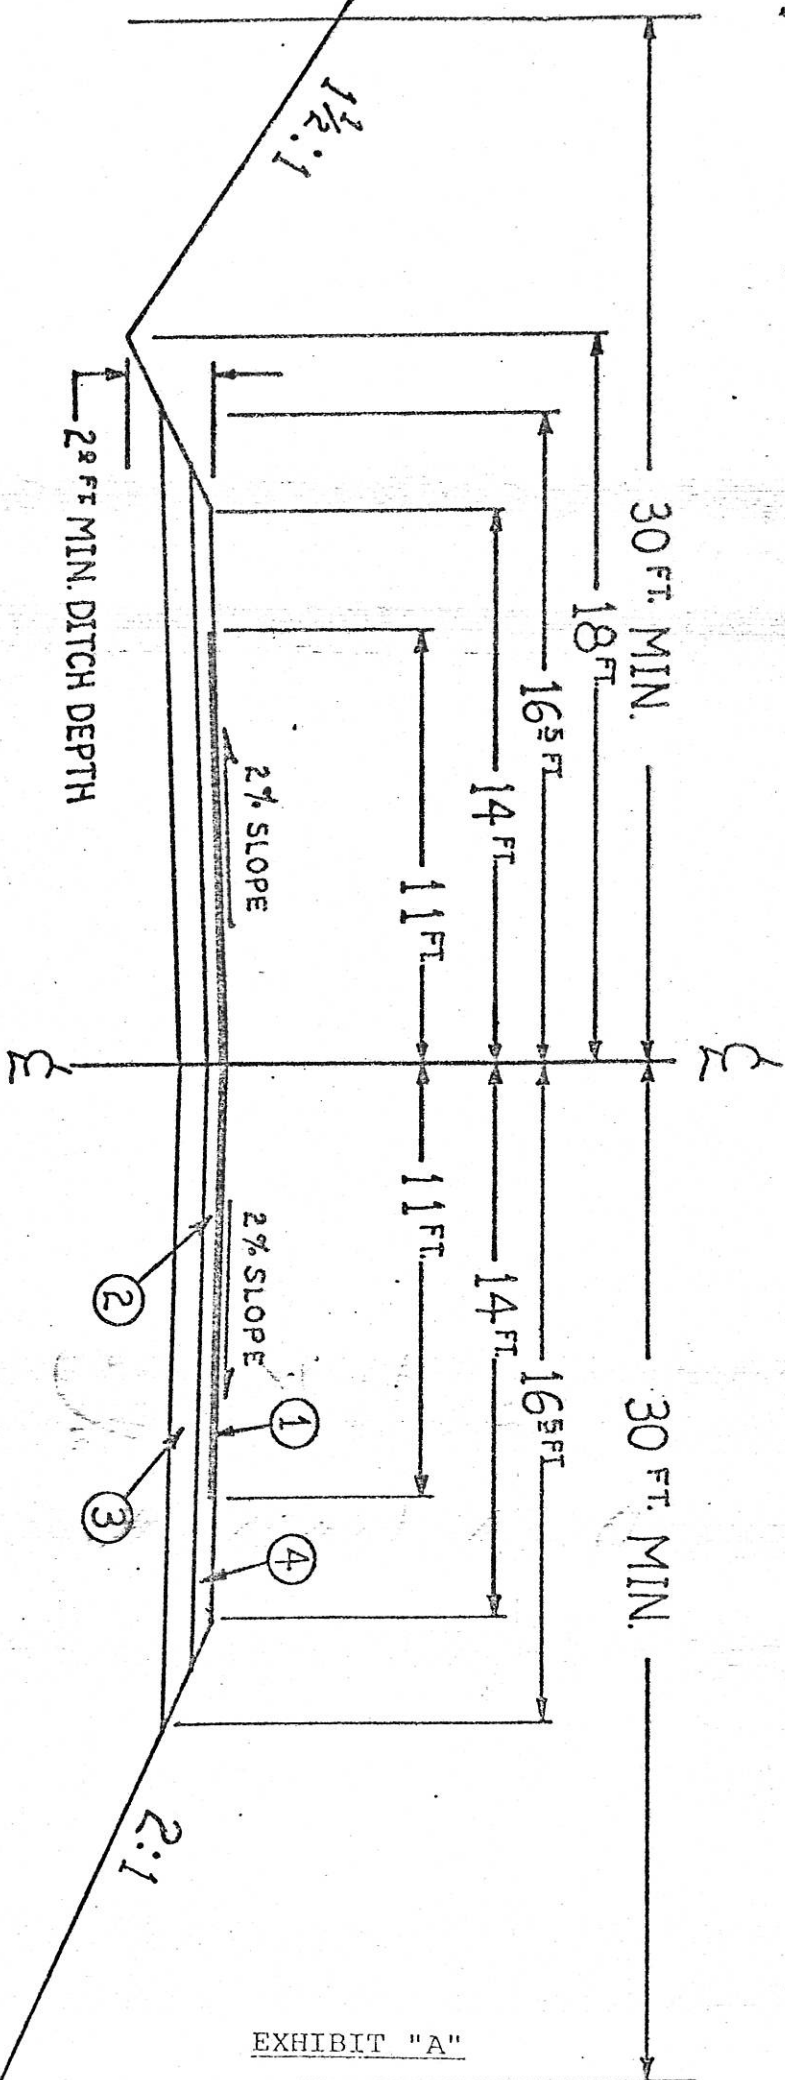 30 FT. MIN.
30 FT. MIN.
18 FT
16 5 FT
16 5 FT
14 FT
14 FT.
11 FT.
11 FT.
℄
℄
1½:1
2% SLOPE
2% SLOPE
1
4
2:1
2
3
2 0 FT MIN. DITCH DEPTH
EXHIBIT "A"